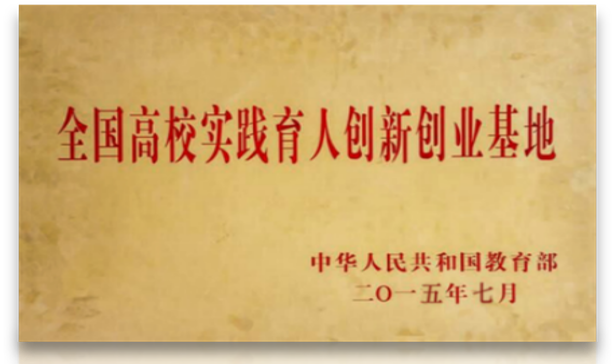 全国高校实践育人创新创业基地
中华人民共和国教育部
二〇一五年七月